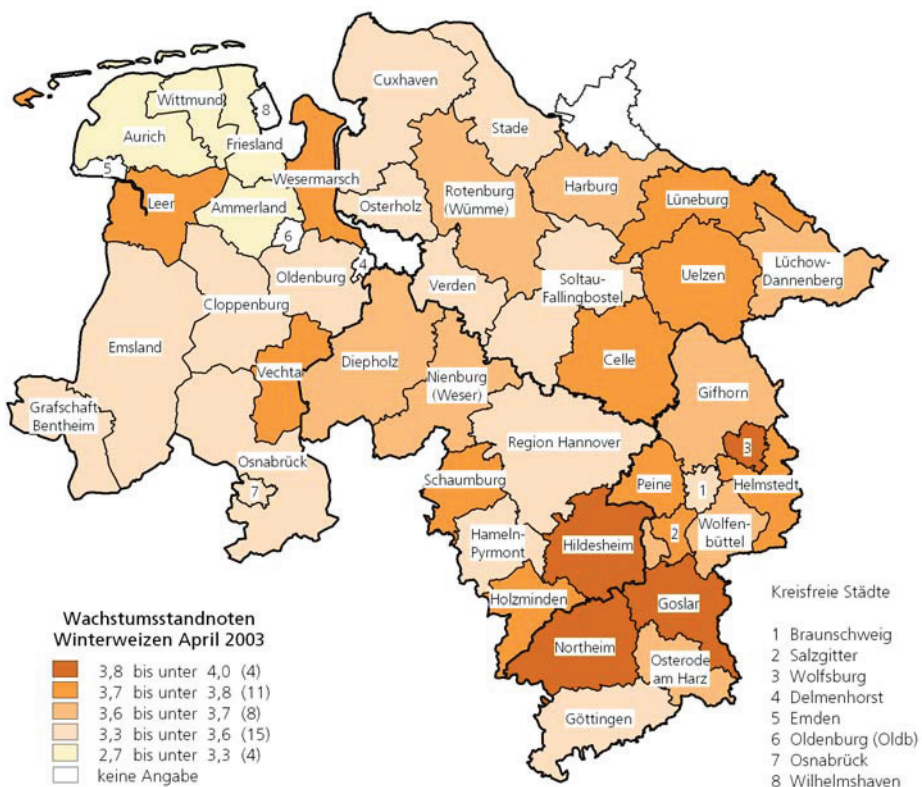 Cuxhaven
Wittmund
8
Stade
Aurich
Friesland
5
Wesermarsch
Rotenburg
(Wümme)
Harburg
Leer
Ammerland
Osterholz
Lüneburg
6
4
Oldenburg
Verden
Soltau-
Fallingbostel
Uelzen
Lüchow-
Dannenberg
Cloppenburg
Emsland
Vechta
Diepholz
Celle
Nienburg
(Weser)
Gifhorn
Grafschaft
Bentheim
Region Hannover
3
Osnabrück
7
Schaumburg
Peine
1
Helmstedt
Hameln-
Pyrmont
Hildesheim
2
Wolfen-
büttel
Holzminden
Goslar
Northeim
Osterode
am Harz
Göttingen
Wachstumsstandnoten
Winterweizen April 2003
3,8 bis unter 4,0 (4)
3,7 bis unter 3,8 (11)
3,6 bis unter 3,7 (8)
3,3 bis unter 3,6 (15)
2,7 bis unter 3,3 (4)
keine Angabe
Kreisfreie Städte
1 Braunschweig
2 Salzgitter
3 Wolfsburg
4 Delmenhorst
5 Emden
6 Oldenburg (Oldb)
7 Osnabrück
8 Wilhelmshaven